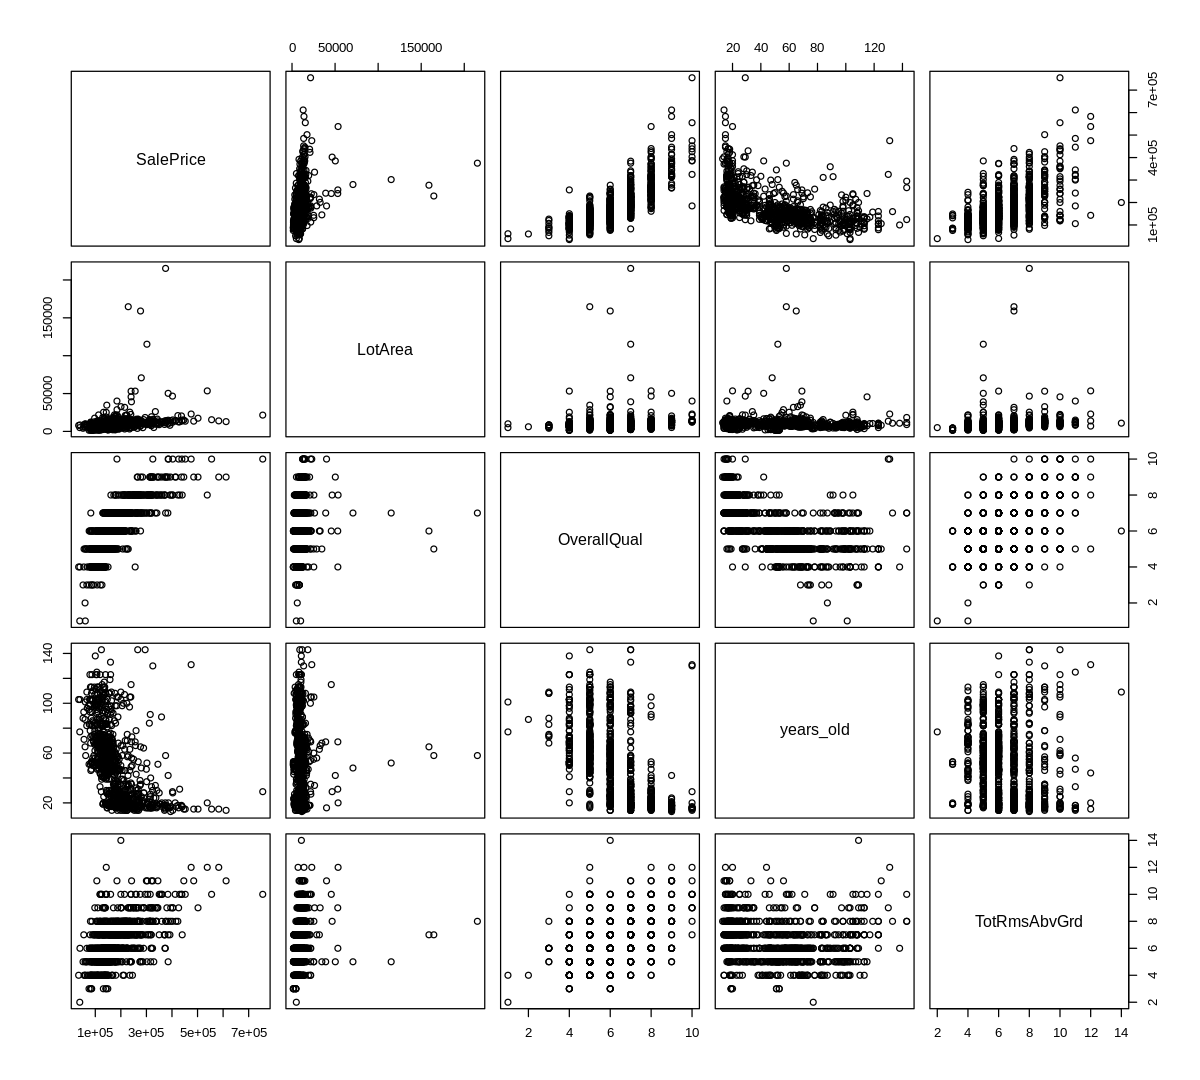 0 50000 150000
20 40 60 80 120
SalePrice
1e+05 4e+05 7e+05
0 50000 150000
LotArea
OverallQual
2 4 6 8 10
20 60 100 140
years_old
TotRmsAbvGrd
2 4 6 8 10 12 14
1e+05 3e+05 5e+05 7e+05
2 4 6 8 10
2 4 6 8 10 12 14